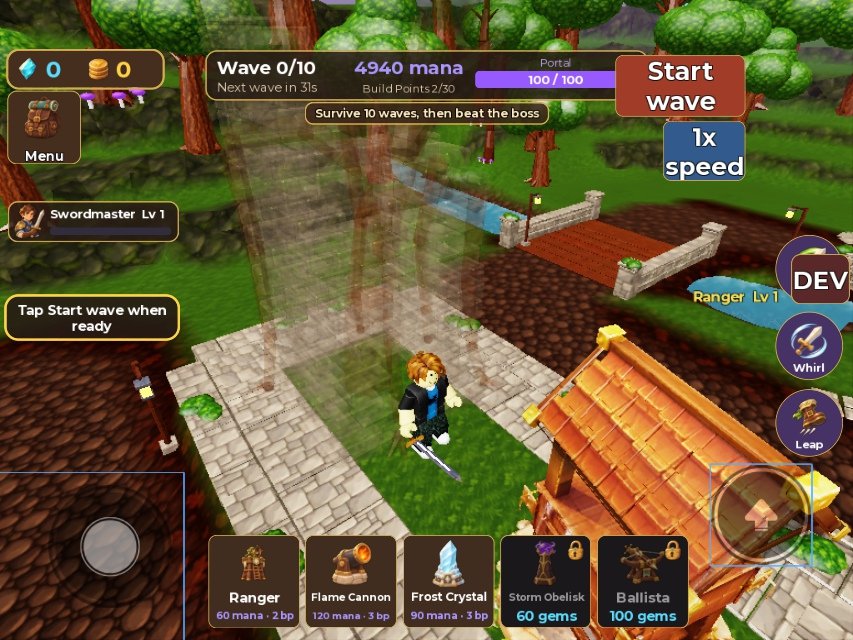 0
0
Menu
Wave 0/10
4940 mana
Portal
Next wave in 31s
Build Points 2/30
100 / 100
Survive 10 waves, then beat the boss
Start
wave
1x
speed
Swordmaster Lv 1
Tap Start wave when
ready
DEV
Ranger Lv 1
Whirl
Leap
Ranger
60 mana · 2 bp
Flame Cannon
120 mana · 3 bp
Frost Crystal
90 mana · 3 bp
Storm Obelisk
60 gems
Ballista
100 gems